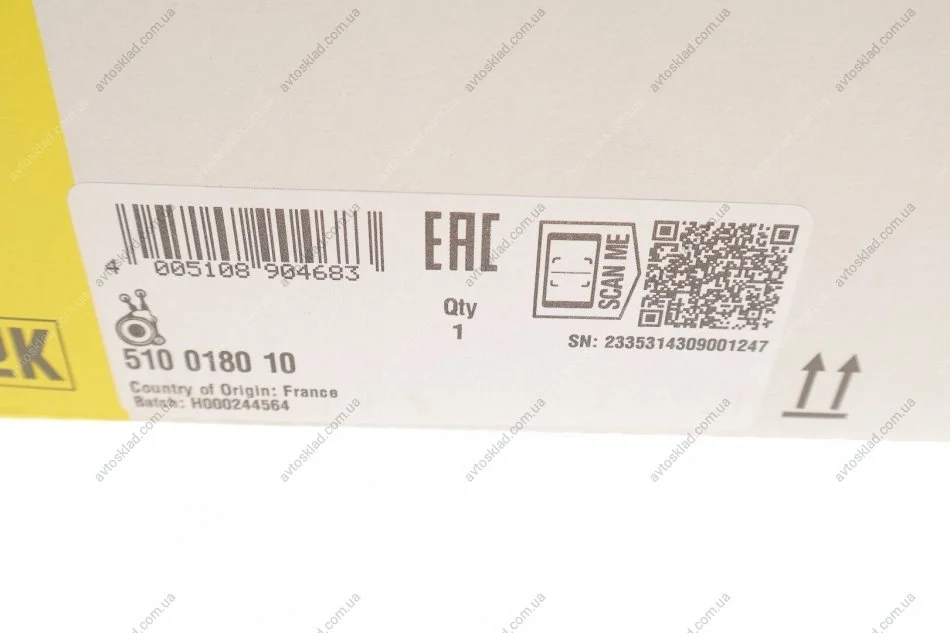 4 005108 904683
EAC
Qty
1
SCAN ME
SN: 2335314309001247
510 0180 10
Country of Origin: France
Batch: H000244564
UK
avtosklad.com.ua